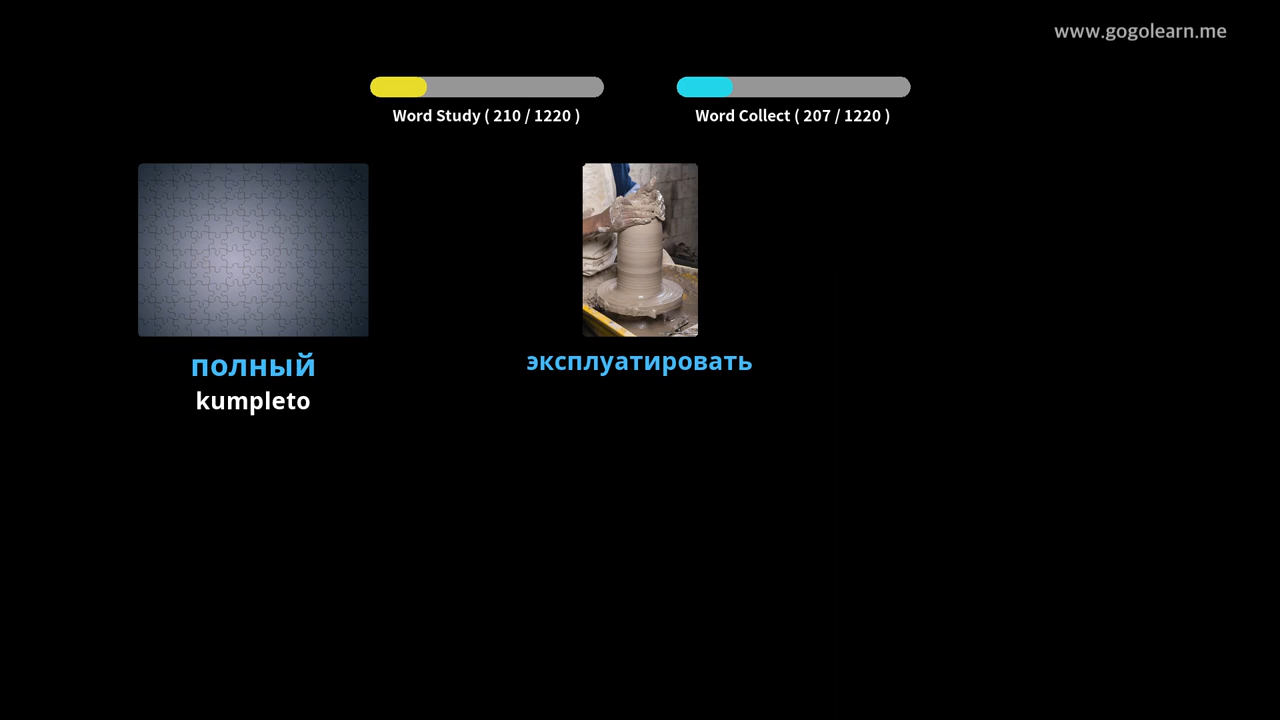 www.gogolearn.me
Word Study ( 210 / 1220 )
Word Collect ( 207 / 1220 )
полный
kumpleto
эксплуатировать